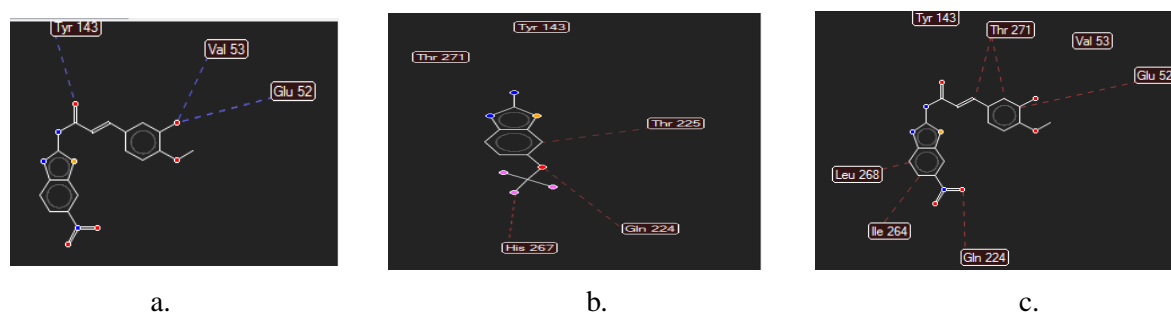 Tyr 143
Val 53
Glu 52
a.
Tyr 143
Thr 271
Thr 225
Gln 224
His 267
b.
Tyr 143
Thr 271
Val 53
Glu 52
Leu 268
Ile 264
Gln 224
c.